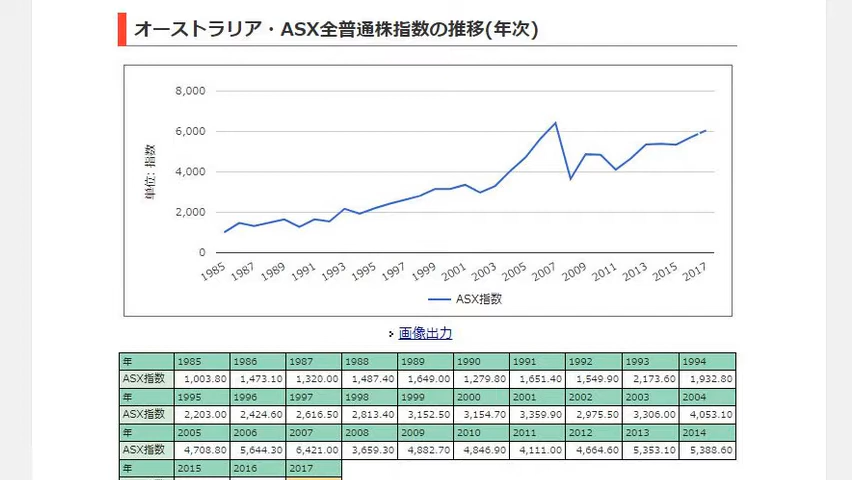 オーストラリア・ASX全普通株指数の推移(年次)
8,000
6,000
4,000
2,000
0
単位: 指数
1985 1987 1989 1991 1993 1995 1997 1999 2001 2003 2005 2007 2009 2011 2013 2015 2017
ASX指数
画像出力
年 1985 1986 1987 1988 1989 1990 1991 1992 1993 1994
ASX指数 1,003.80 1,473.10 1,320.00 1,487.40 1,649.00 1,279.80 1,651.40 1,549.90 2,173.60 1,932.80
年 1995 1996 1997 1998 1999 2000 2001 2002 2003 2004
ASX指数 2,203.00 2,424.60 2,616.50 2,813.40 3,152.50 3,154.70 3,359.90 2,975.50 3,306.00 4,053.10
年 2005 2006 2007 2008 2009 2010 2011 2012 2013 2014
ASX指数 4,708.80 5,644.30 6,421.00 3,659.30 4,882.70 4,846.90 4,111.00 4,664.60 5,353.10 5,388.60
年 2015 2016 2017